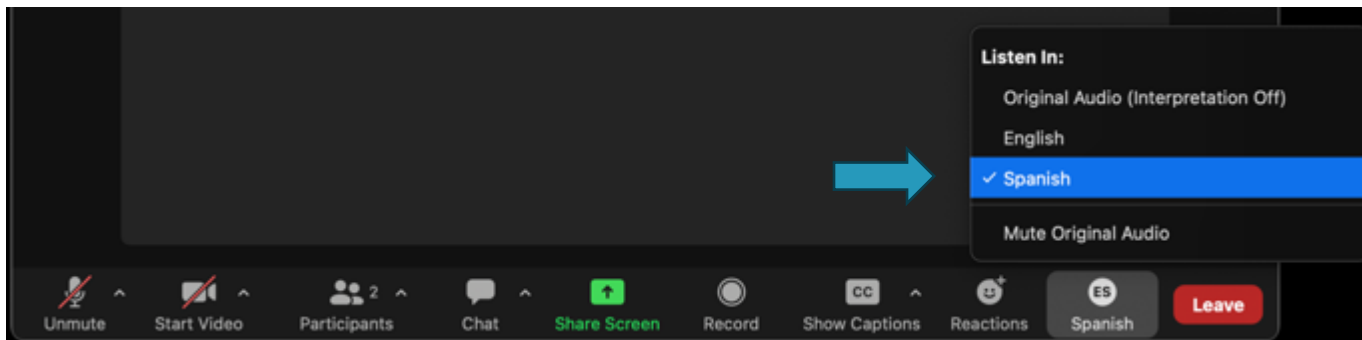 Listen In:
Original Audio (Interpretation Off)
English
✓ Spanish
Mute Original Audio
2
CC
ES
Unmute
Start Video
Participants
Chat
Share Screen
Record
Show Captions
Reactions
Spanish
Leave